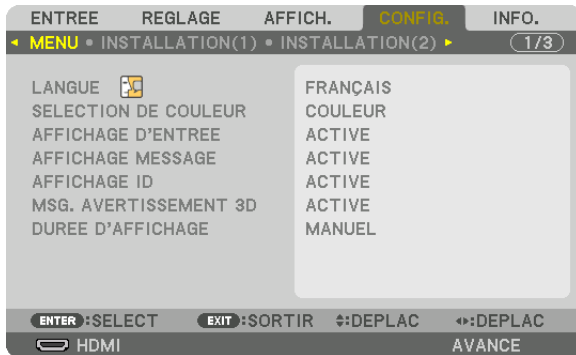 ENTREE REGLAGE AFFICH. CONFIG. INFO.
MENU • INSTALLATION(1) • INSTALLATION(2) 1/3
LANGUE FRANÇAIS
SELECTION DE COULEUR COULEUR
AFFICHAGE D'ENTREE ACTIVE
AFFICHAGE MESSAGE ACTIVE
AFFICHAGE ID ACTIVE
MSG. AVERTISSEMENT 3D ACTIVE
DUREE D'AFFICHAGE MANUEL
ENTER :SELECT EXIT :SORTIR :DEPLAC :DEPLAC
HDMI AVANCE